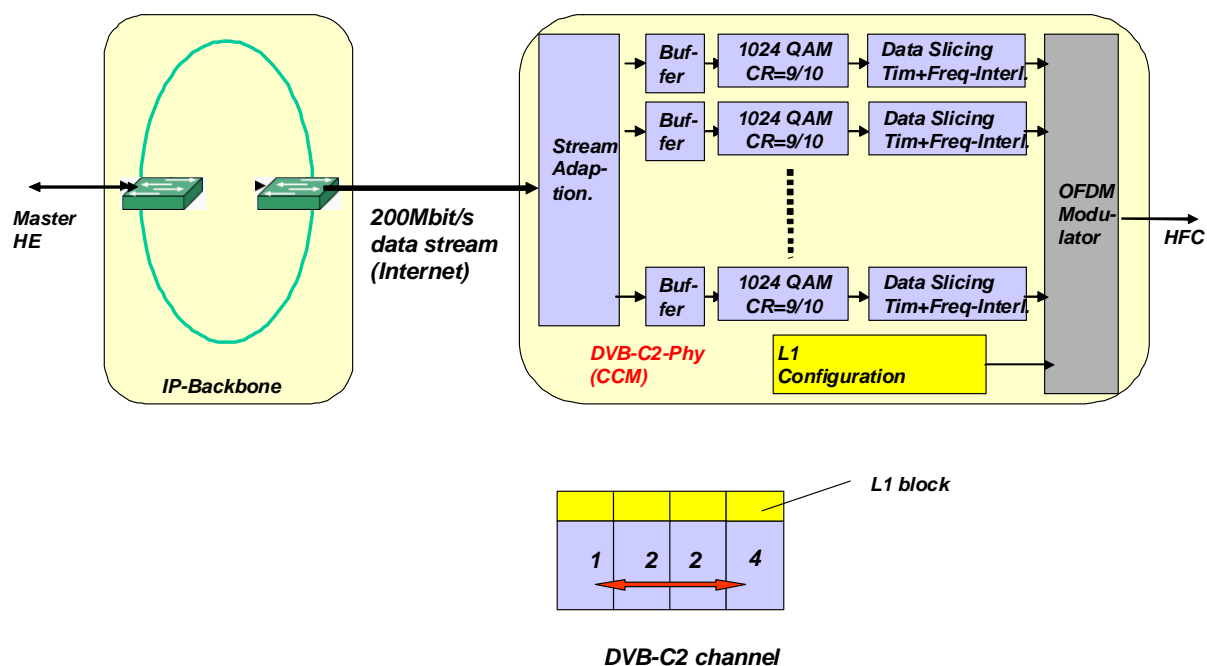 Master
HE
IP-Backbone
200Mbit/s
data stream
(Internet)
Stream
Adap-
tion.
Buf-
fer
1024 QAM
CR=9/10
Data Slicing
Tim+Freq-Interl.
Buf-
fer
1024 QAM
CR=9/10
Data Slicing
Tim+Freq-Interl.
Buf-
fer
1024 QAM
CR=9/10
Data Slicing
Tim+Freq-Interl.
DVB-C2-Phy
(CCM)
L1
Configuration
OFDM
Modu-
lator
HFC
L1 block
1 2 2 4
DVB-C2 channel